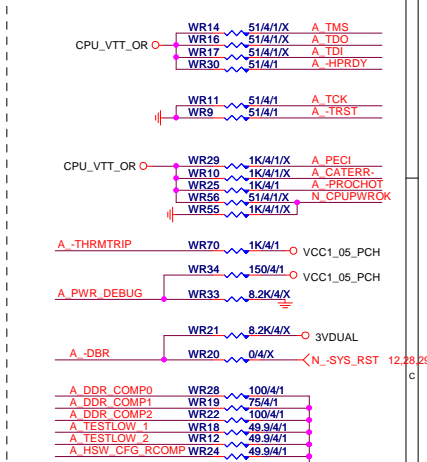 WR14 51/4/1/X A_TMS
CPU_VTT_OR WR16 51/4/1/X A_TDO
WR17 51/4/1/X A_TDI
WR30 51/4/1 A_-HPRDY
WR11 51/4/1 A_TCK
WR9 51/4/1 A_-TRST
CPU_VTT_OR WR29 1K/4/1/X A_PECI
WR10 1K/4/1/X A_CATERR-
WR25 1K/4/1 A_-PROCHOT
WR56 51/4/1/X N_CPUPWROK
WR55 1K/4/1/X
A_-THRMTRIP WR70 1K/4/1 VCC1_05_PCH
WR34 150/4/1 VCC1_05_PCH
A_PWR_DEBUG WR33 8.2K/4/X
WR21 8.2K/4/X 3VDUAL
A_-DBR WR20 0/4/X N_-SYS_RST 12,28,29
C
A_DDR_COMP0 WR28 100/4/1
A_DDR_COMP1 WR19 75/4/1
A_DDR_COMP2 WR22 100/4/1
A_TESTLOW_1 WR18 49.9/4/1
A_TESTLOW_2 WR12 49.9/4/1
A_HSW_CFG_RCOMP WR24 49.9/4/1